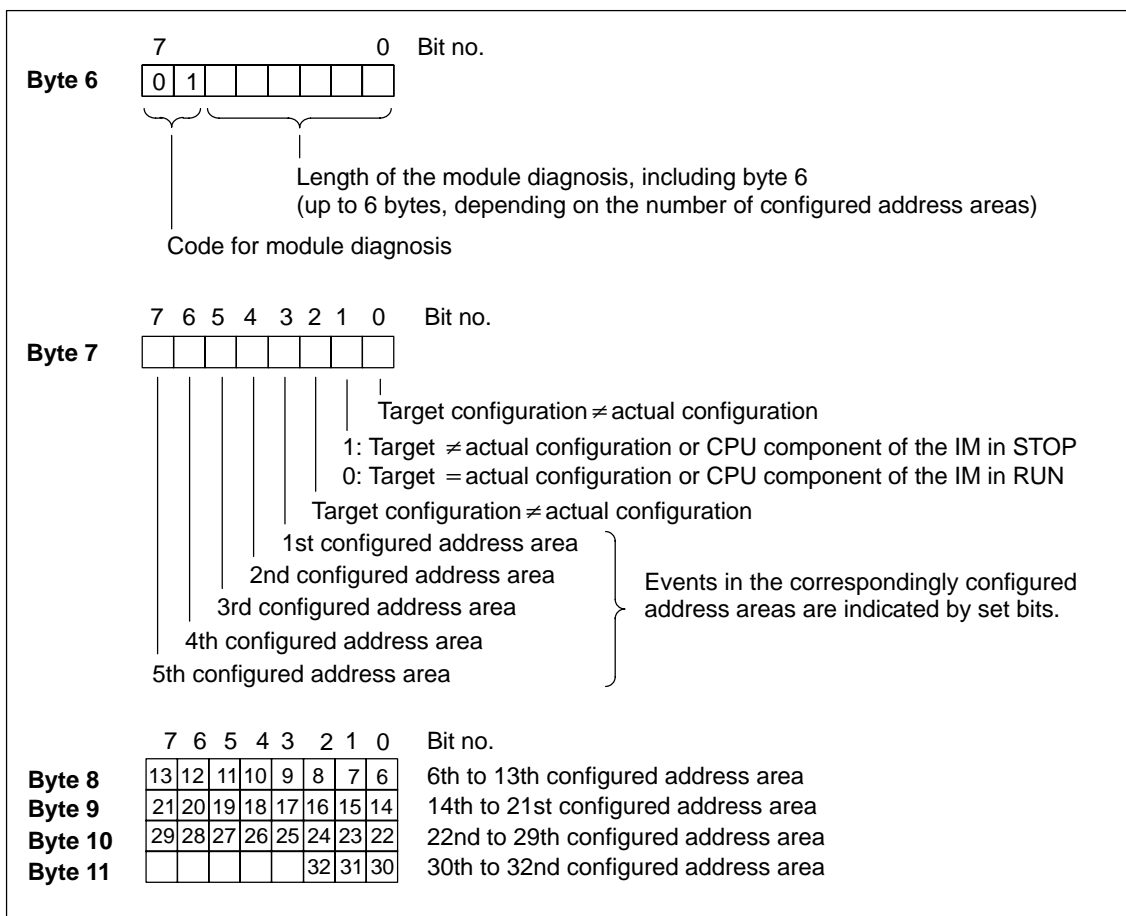 7 0 Bit no.
Byte 6 0 1
Length of the module diagnosis, including byte 6
(up to 6 bytes, depending on the number of configured address areas)
Code for module diagnosis
7 6 5 4 3 2 1 0 Bit no.
Byte 7
Target configuration ≠ actual configuration
1: Target ≠ actual configuration or CPU component of the IM in STOP
0: Target = actual configuration or CPU component of the IM in RUN
Target configuration ≠ actual configuration
1st configured address area
2nd configured address area
3rd configured address area
4th configured address area
5th configured address area
Events in the correspondingly configured
address areas are indicated by set bits.
7 6 5 4 3 2 1 0 Bit no.
Byte 8 13 12 11 10 9 8 7 6 6th to 13th configured address area
Byte 9 21 20 19 18 17 16 15 14 14th to 21st configured address area
Byte 10 29 28 27 26 25 24 23 22 22nd to 29th configured address area
Byte 11 32 31 30 30th to 32nd configured address area